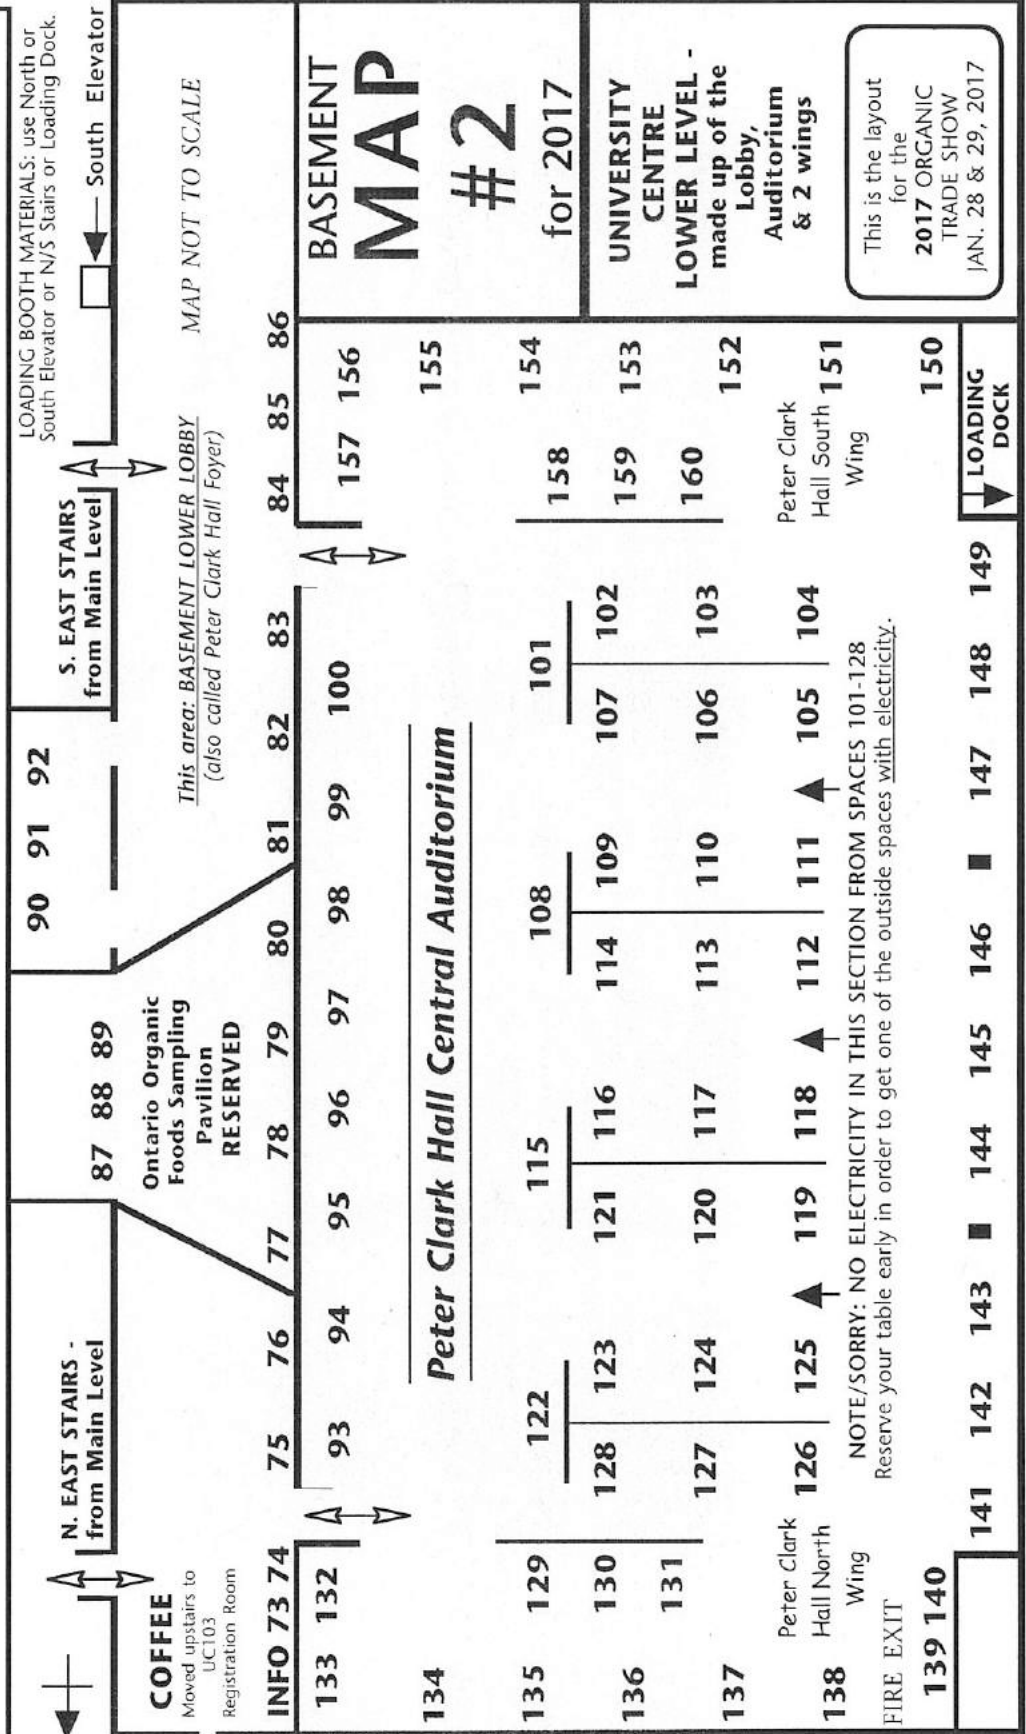 LOADING BOOTH MATERIALS: use North or
South Elevator or N/S Stairs or Loading Dock.
South Elevator
S. EAST STAIRS
from Main Level
90 91 92
87 88 89
N. EAST STAIRS -
from Main Level
COFFEE
Moved upstairs to
UC103
Registration Room
Ontario Organic
Foods Sampling
Pavilion
RESERVED
This area: BASEMENT LOWER LOBBY
(also called Peter Clark Hall Foyer)
MAP NOT TO SCALE
INFO 73 74 75 76 77 78 79 80 81 82 83 84 85 86
133 132 93 94 95 96 97 98 99 100 157 156
Peter Clark Hall Central Auditorium
134
155
135 129 122 115 108 101 158 154
136 130 128 123 121 116 114 109 107 102 159 153
137 131 127 124 120 117 113 110 106 103 160 152
138
Peter Clark
Hall North
Wing
126 125 119 118 112 111 105 104
Peter Clark
Hall South
Wing
151
NOTE/SORRY: NO ELECTRICITY IN THIS SECTION FROM SPACES 101-128
Reserve your table early in order to get one of the outside spaces with electricity.
FIRE EXIT
139 140
150
141 142 143 144 145 146 147 148 149
LOADING
DOCK
BASEMENT
MAP
#2
for 2017
UNIVERSITY
CENTRE
LOWER LEVEL -
made up of the
Lobby,
Auditorium
& 2 wings
This is the layout
for the
2017 ORGANIC
TRADE SHOW
JAN. 28 & 29, 2017